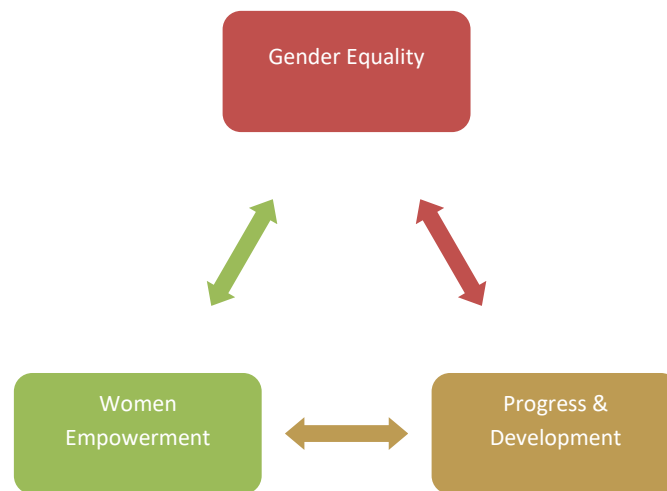 Gender Equality
Women
Empowerment
Progress &
Development